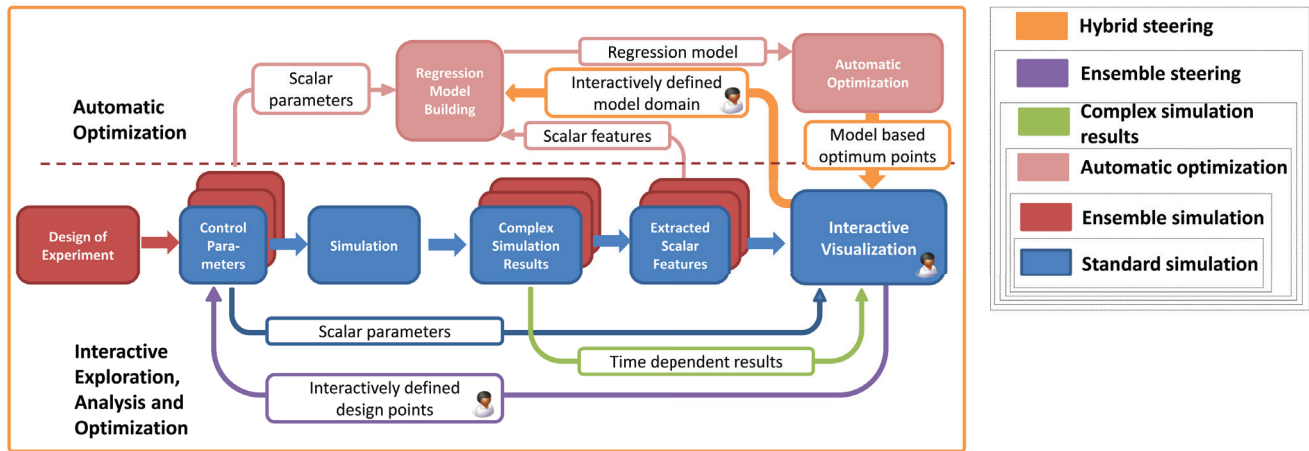 Automatic
Optimization
Scalar
parameters
Regression
Model
Building
Regression model
Interactively defined
model domain
Scalar features
Automatic
Optimization
Model based
optimum points
Design of
Experiment
Control
Para-
meters
Simulation
Complex
Simulation
Results
Extracted
Scalar
Features
Interactive
Visualization
Scalar parameters
Time dependent results
Interactively defined
design points
Interactive
Exploration,
Analysis and
Optimization
Hybrid steering
Ensemble steering
Complex simulation
results
Automatic optimization
Ensemble simulation
Standard simulation